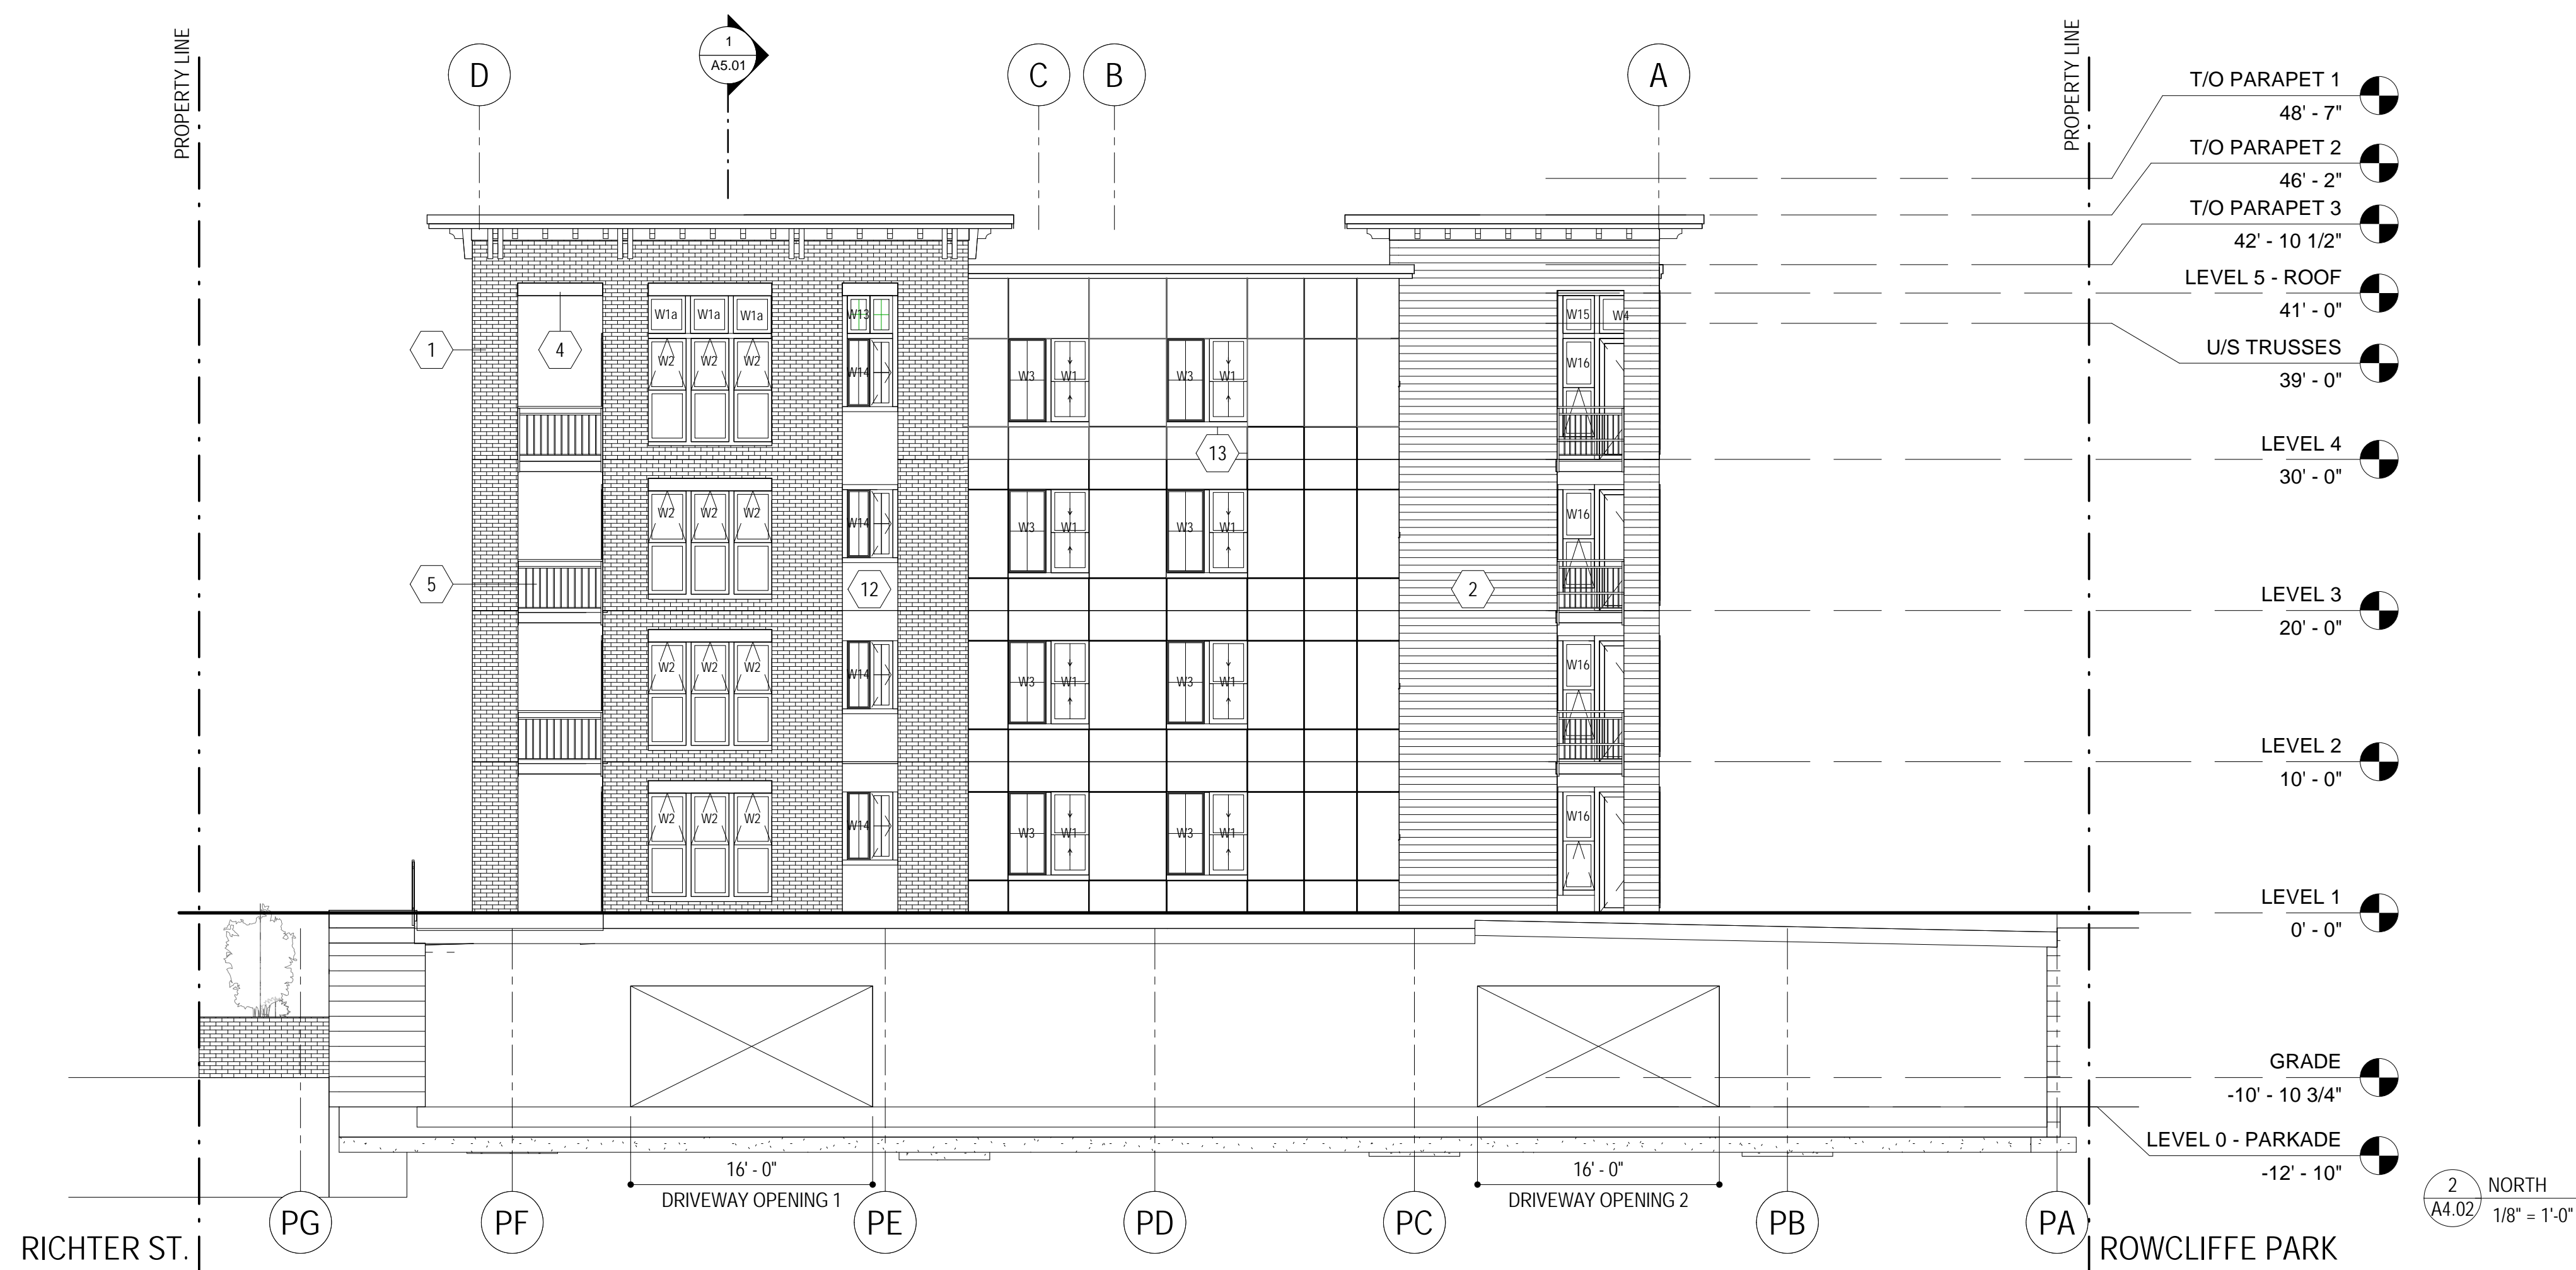 PROPERTY LINE
D
1
A5.01
C
B
A
PROPERTY LINE
T/O PARAPET 1
48' - 7"
T/O PARAPET 2
46' - 2"
T/O PARAPET 3
42' - 10 1/2"
LEVEL 5 - ROOF
41' - 0"
U/S TRUSSES
39' - 0"
LEVEL 4
30' - 0"
LEVEL 3
20' - 0"
LEVEL 2
10' - 0"
LEVEL 1
0' - 0"
GRADE
-10' - 10 3/4"
LEVEL 0 - PARKADE
-12' - 10"
W1a W1a W1a W13 W15 W4
1 4
W2 W2 W2 W14 W3 W1 W3 W1 W16
13
W2 W2 W2 W14 W3 W1 W3 W1 W16
5 12 2
W2 W2 W2 W14 W3 W1 W3 W1 W16
W2 W2 W2 W14 W3 W1 W3 W1 W16
16' - 0"
DRIVEWAY OPENING 1
16' - 0"
DRIVEWAY OPENING 2
PG PF PE PD PC PB PA
RICHTER ST.
ROWCLIFFE PARK
2
A4.02
NORTH
1/8" = 1'-0"